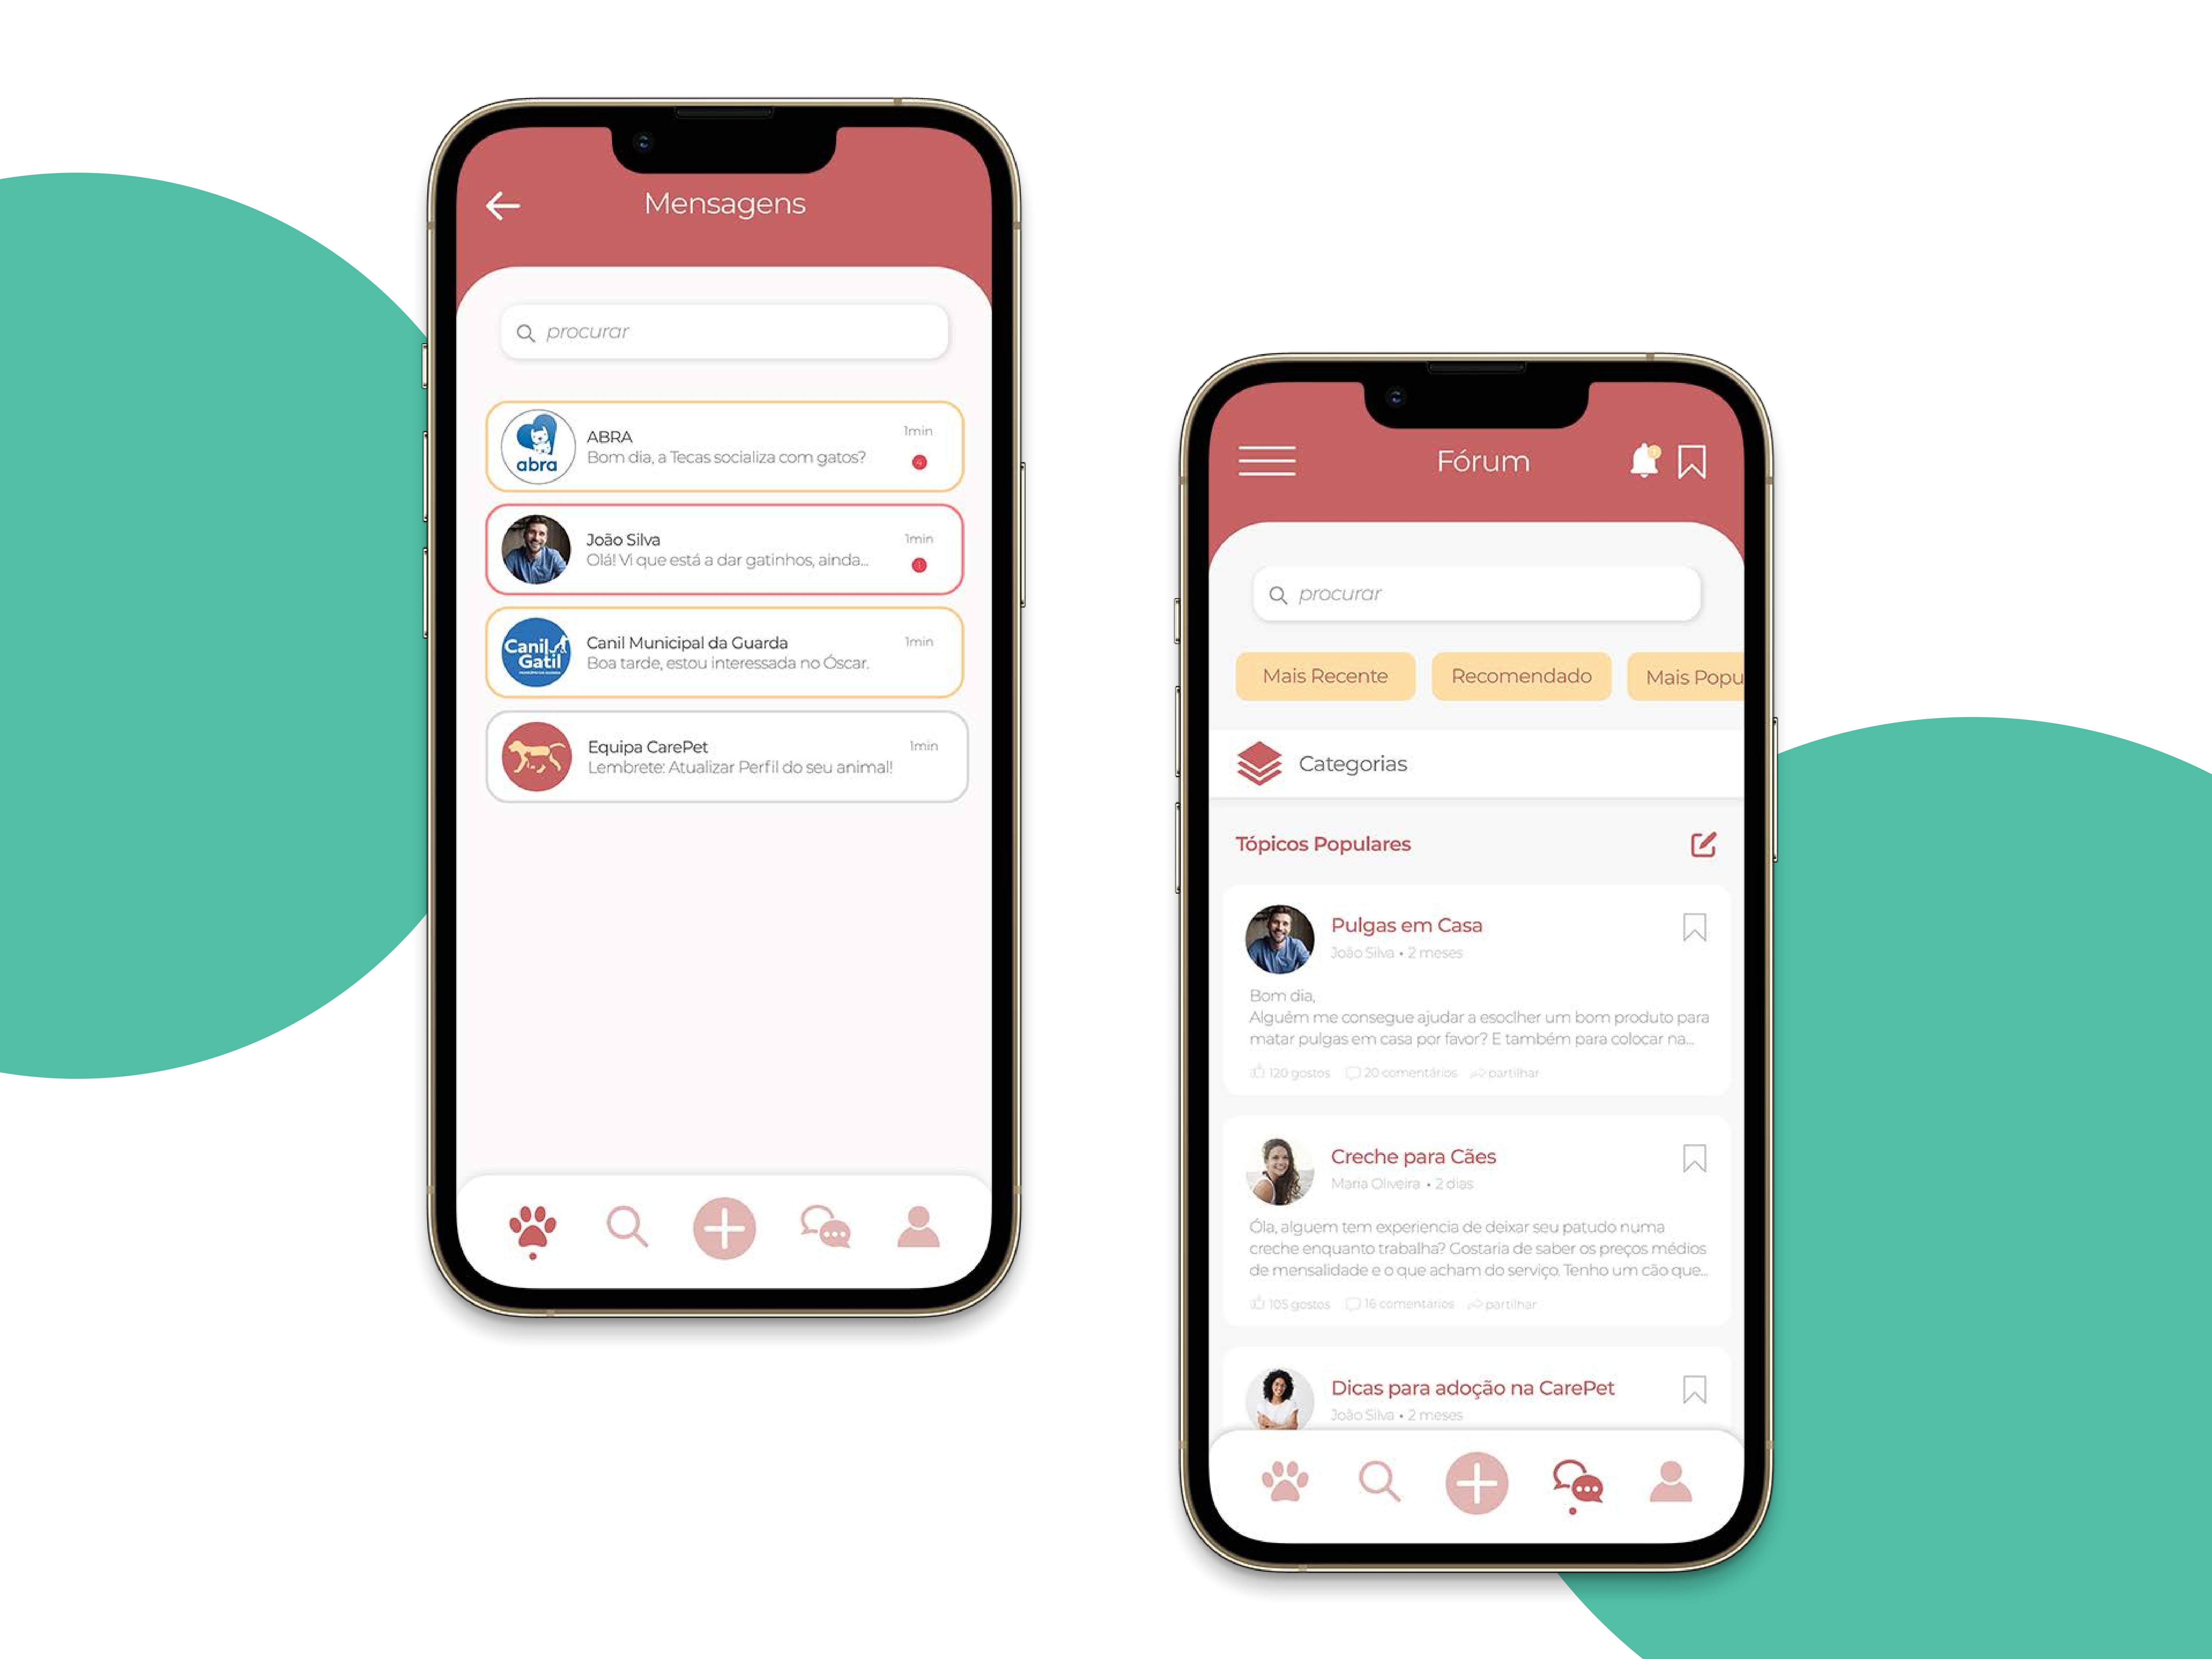 Mensagens
procurar
abra
ABRA
1min
Bom dia, a Tecas socializa com gatos?
4
João Silva
1min
Olá! Vi que está a dar gatinhos, ainda...
1
Canil
Gatil
Canil Municipal da Guarda
1min
Boa tarde, estou interessada no Óscar.
Equipa CarePet
1min
Lembrete: Atualizar Perfil do seu animal!
Fórum
procurar
Mais Recente
Recomendado
Mais Popu
Categorias
Tópicos Populares
Pulgas em Casa
João Silva • 2 meses
Bom dia,
Alguêm me consegue ajudar a esoclher um bom produto para
matar pulgas em casa por favor? E também para colocar na...
120 gostos 20 comentários partilhar
Creche para Cães
Maria Oliveira • 2 dias
Óla, alguem tem experiencia de deixar seu patudo numa
creche enquanto trabalha? Gostaria de saber os preços médios
de mensalidade e o que acham do serviço. Tenho um cão que...
105 gostos 16 comentários partilhar
Dicas para adoção na CarePet
João Silva • 2 meses